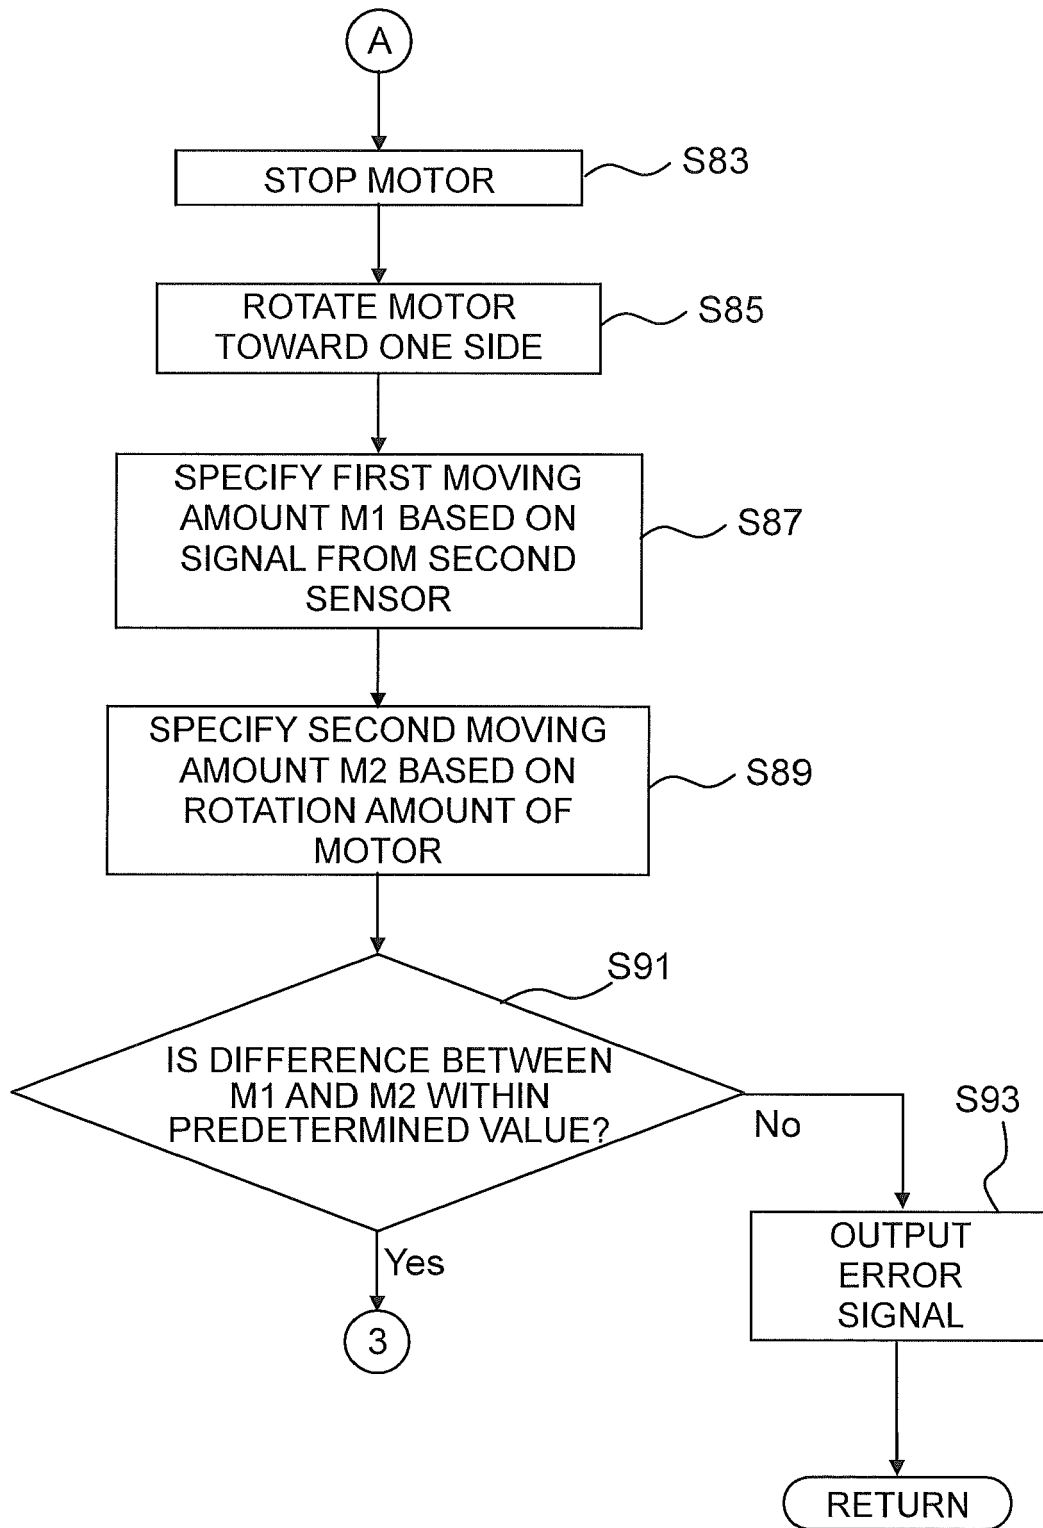 A
STOP MOTOR
S83
ROTATE MOTOR
TOWARD ONE SIDE
S85
SPECIFY FIRST MOVING
AMOUNT M1 BASED ON
SIGNAL FROM SECOND
SENSOR
S87
SPECIFY SECOND MOVING
AMOUNT M2 BASED ON
ROTATION AMOUNT OF
MOTOR
S89
S91
IS DIFFERENCE BETWEEN
M1 AND M2 WITHIN
PREDETERMINED VALUE?
No
S93
Yes
OUTPUT
ERROR
SIGNAL
3
RETURN